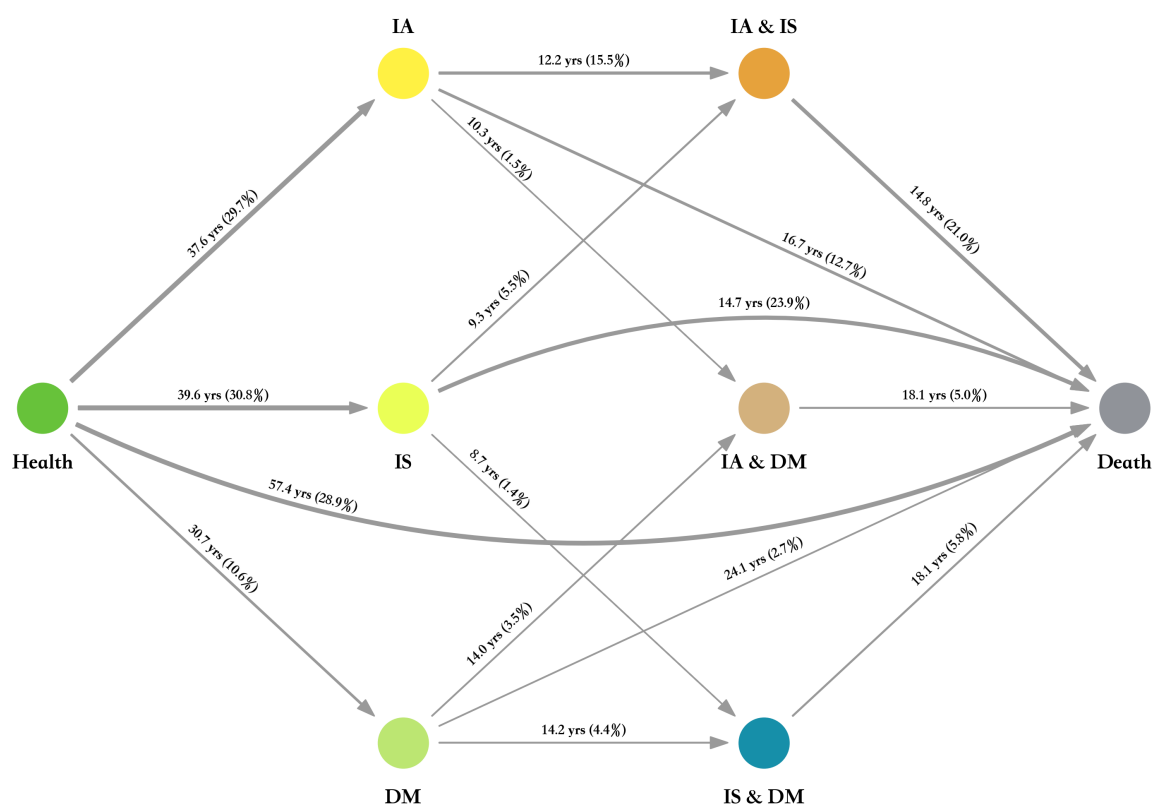 IA
IA & IS
12.2 yrs (15.5%)
10.3 yrs (1.5%)
37.6 yrs (29.7%)
14.8 yrs (21.0%)
16.7 yrs (12.7%)
9.3 yrs (5.5%)
14.7 yrs (23.9%)
39.6 yrs (30.8%)
18.1 yrs (5.0%)
Health
IS
IA & DM
Death
8.7 yrs (1.4%)
57.4 yrs (28.9%)
30.7 yrs (10.6%)
24.1 yrs (2.7%)
18.1 yrs (5.8%)
14.0 yrs (3.5%)
14.2 yrs (4.4%)
DM
IS & DM